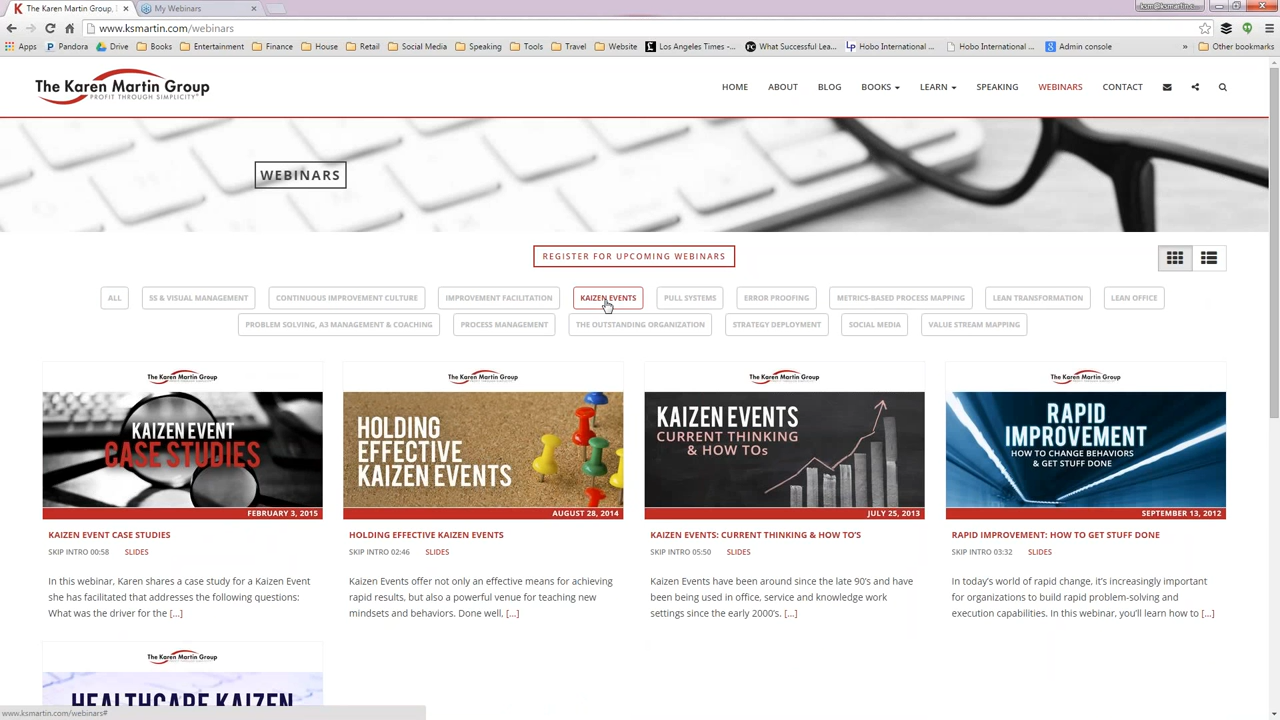 The Karen Martin Group,
My Webinars
www.ksmartin.com/webinars
Apps
Pandora
Drive
Books
Entertainment
Finance
House
Retail
Social Media
Speaking
Tools
Travel
Website
Los Angeles Times -...
What Successful Lea...
Hobo International ...
Hobo International ...
Admin console
»
Other bookmarks
The Karen Martin Group
PROFIT THROUGH SIMPLICITY™
HOME
ABOUT
BLOG
BOOKS
LEARN
SPEAKING
WEBINARS
CONTACT
WEBINARS
REGISTER FOR UPCOMING WEBINARS
ALL
5S & VISUAL MANAGEMENT
CONTINUOUS IMPROVEMENT CULTURE
IMPROVEMENT FACILITATION
KAIZEN EVENTS
PULL SYSTEMS
ERROR PROOFING
METRICS-BASED PROCESS MAPPING
LEAN TRANSFORMATION
LEAN OFFICE
PROBLEM SOLVING, A3 MANAGEMENT & COACHING
PROCESS MANAGEMENT
THE OUTSTANDING ORGANIZATION
STRATEGY DEPLOYMENT
SOCIAL MEDIA
VALUE STREAM MAPPING
The Karen Martin Group
KAIZEN EVENT
CASE STUDIES
FEBRUARY 3, 2015
KAIZEN EVENT CASE STUDIES
SKIP INTRO 00:58 SLIDES
In this webinar, Karen shares a case study for a Kaizen Event
she has facilitated that addresses the following questions:
What was the driver for the [...]
The Karen Martin Group
HOLDING
EFFECTIVE
KAIZEN EVENTS
AUGUST 28, 2014
HOLDING EFFECTIVE KAIZEN EVENTS
SKIP INTRO 02:46 SLIDES
Kaizen Events offer not only an effective means for achieving
rapid results, but also a powerful venue for teaching new
mindsets and behaviors. Done well, [...]
The Karen Martin Group
KAIZEN EVENTS
CURRENT THINKING
& HOW TOs
JULY 25, 2013
KAIZEN EVENTS: CURRENT THINKING & HOW TO'S
SKIP INTRO 05:50 SLIDES
Kaizen Events have been around since the late 90's and have
been being used in office, service and knowledge work
settings since the early 2000's. [...]
The Karen Martin Group
RAPID
IMPROVEMENT
HOW TO CHANGE BEHAVIORS
& GET STUFF DONE
SEPTEMBER 13, 2012
RAPID IMPROVEMENT: HOW TO GET STUFF DONE
SKIP INTRO 03:32 SLIDES
In today's world of rapid change, it's increasingly important
for organizations to build rapid problem-solving and
execution capabilities. In this webinar, you'll learn how to [...]
The Karen Martin Group
HEALTHCARE KAIZEN
www.ksmartin.com/webinars#